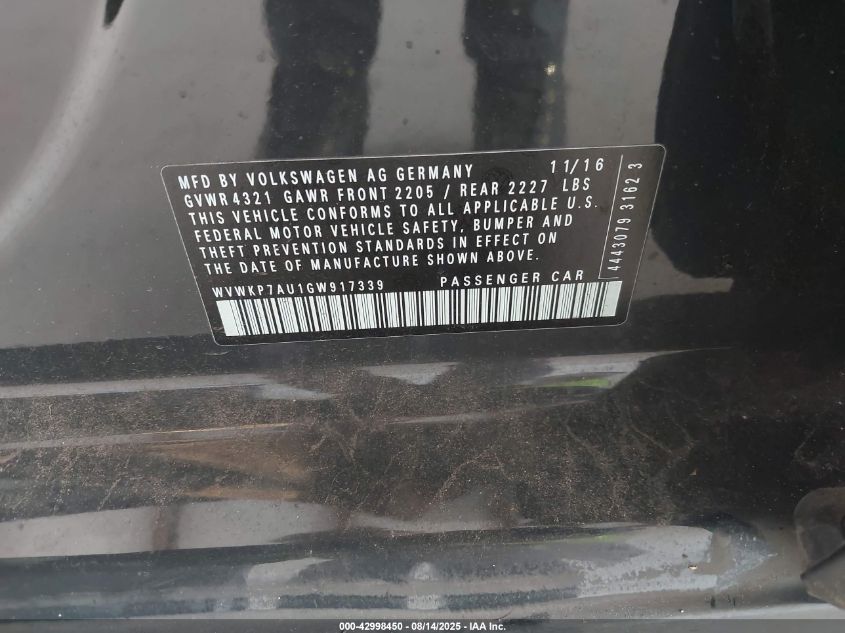 MFD BY VOLKSWAGEN AG GERMANY 11/16
GVWR 4321 GAWR FRONT 2205 / REAR 2227 LBS
THIS VEHICLE CONFORMS TO ALL APPLICABLE U.S.
FEDERAL MOTOR VEHICLE SAFETY, BUMPER AND
THEFT PREVENTION STANDARDS IN EFFECT ON
THE DATE OF MANUFACTURE SHOWN ABOVE.
WVWKP7AU1GW917339 PASSENGER CAR
4443079 3162 3
000-42998450 - 08/14/2025 - IAA Inc.